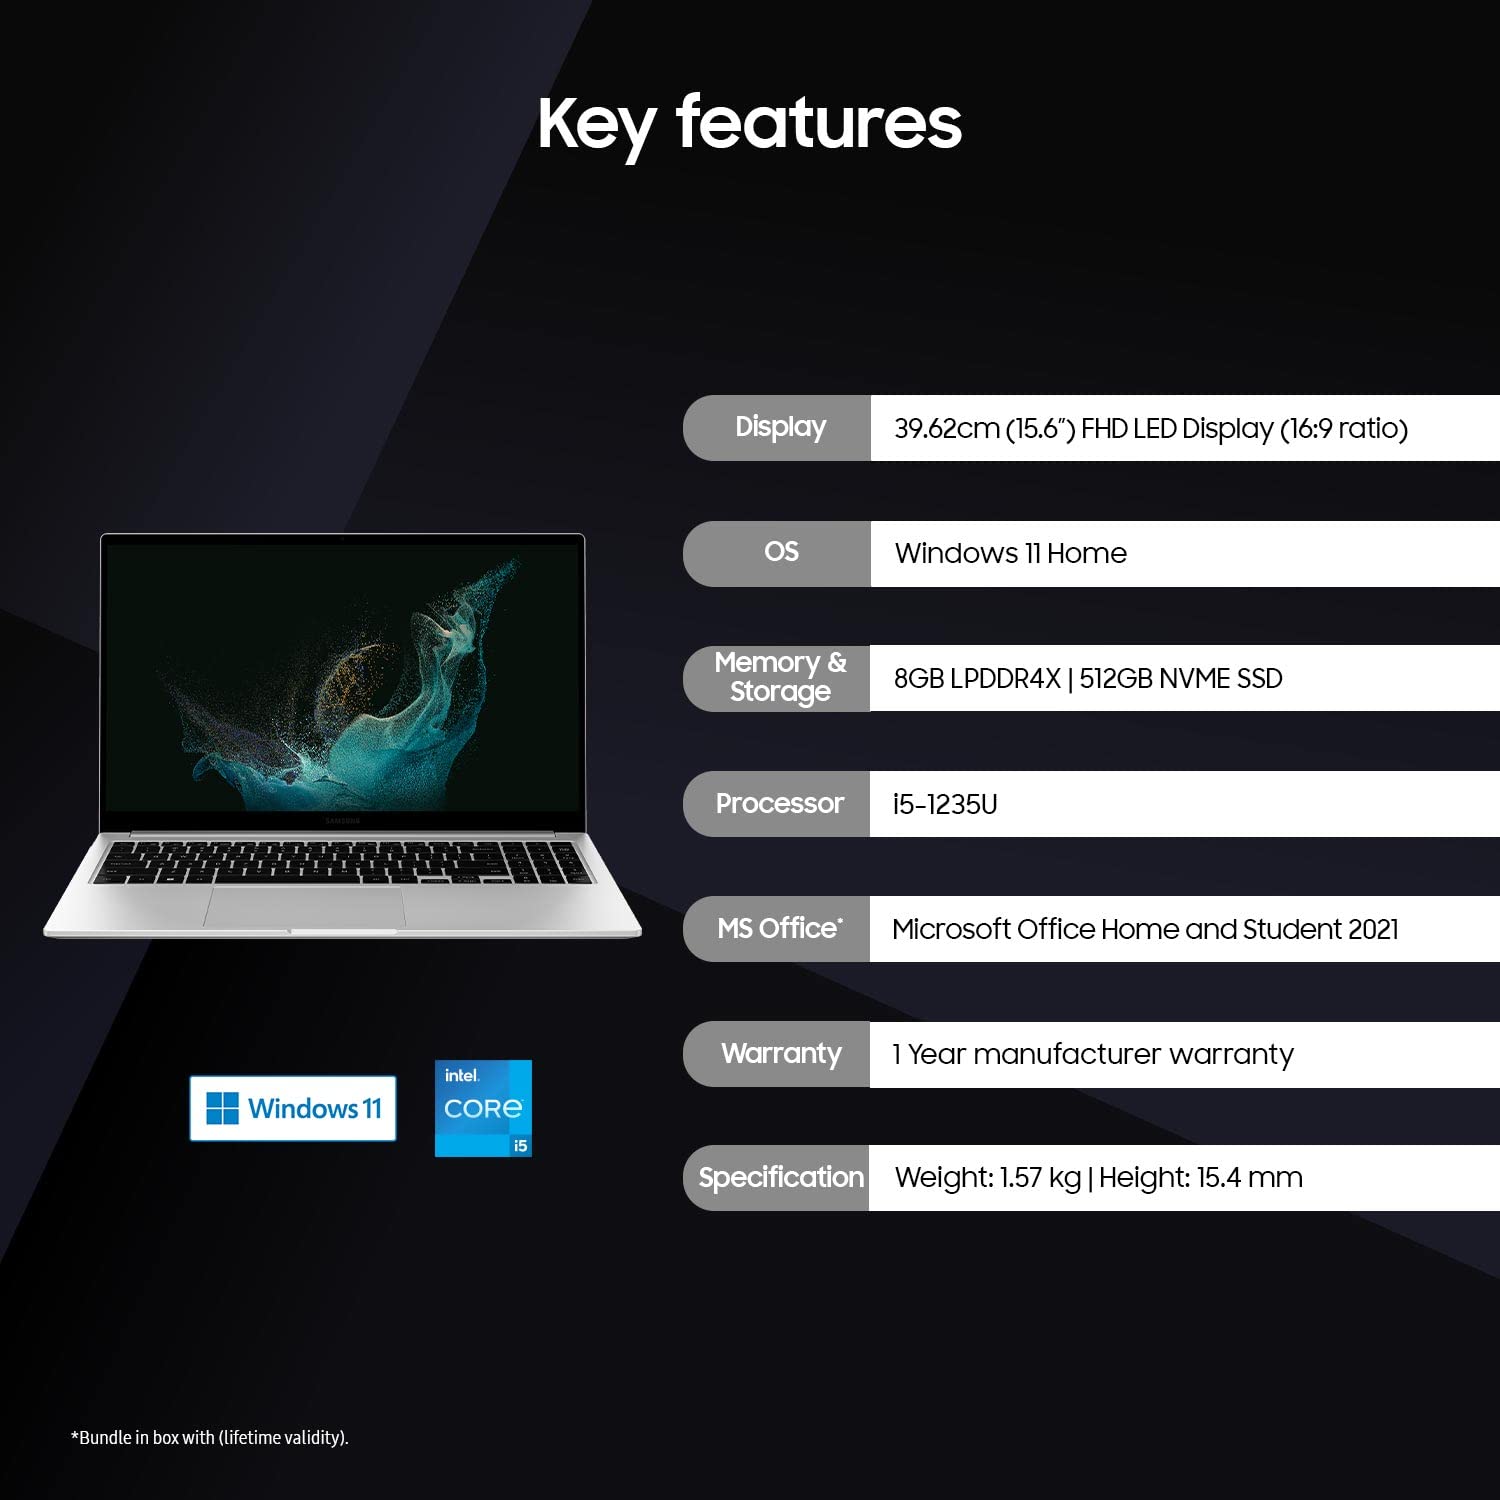 Key features
Display
39.62cm (15.6") FHD LED Display (16:9 ratio)
OS
Windows 11 Home
Memory &
Storage
8GB LPDDR4X | 512GB NVME SSD
Processor
i5-1235U
MS Office*
Microsoft Office Home and Student 2021
Warranty
1 Year manufacturer warranty
Specification
Weight: 1.57 kg | Height: 15.4 mm
SAMSUNG
Windows 11
intel.
CORE
i5
*Bundle in box with (lifetime validity).